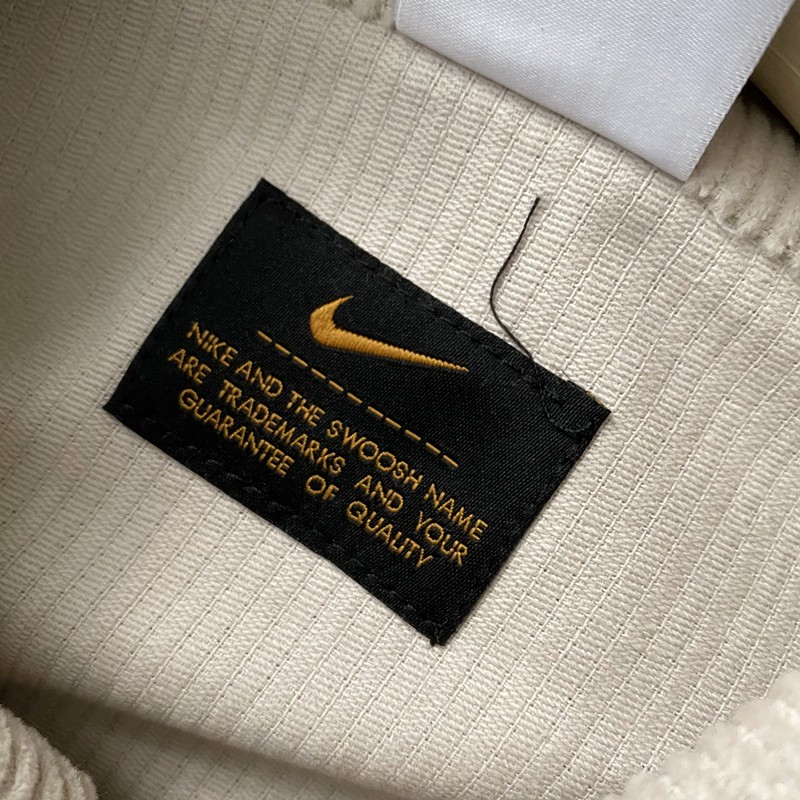 NIKE AND THE SWOOSH NAME
ARE TRADEMARKS AND YOUR
GUARANTEE OF QUALITY